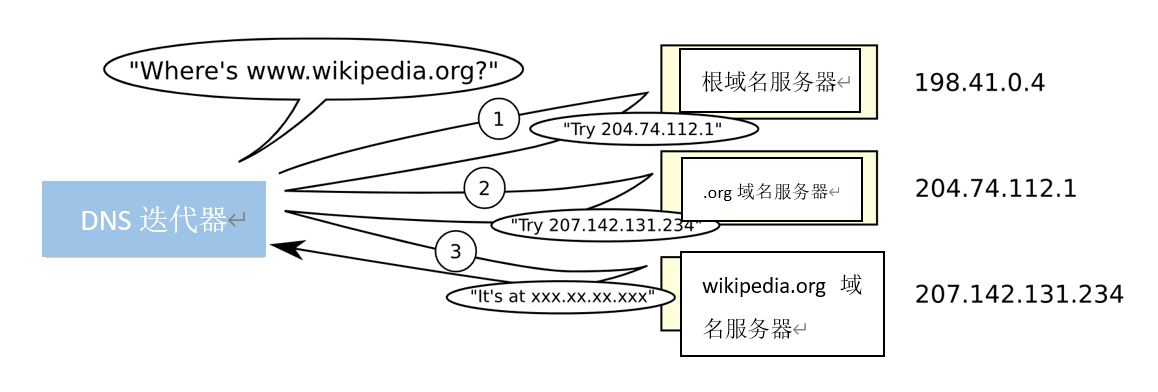 "Where's www.wikipedia.org?"
根域名服务器↵
198.41.0.4
1
"Try 204.74.112.1"
DNS 迭代器↵
2
.org 域名服务器↵
204.74.112.1
"Try 207.142.131.234"
3
wikipedia.org 域
名服务器↵
207.142.131.234
"It's at xxx.xx.xx.xxx"